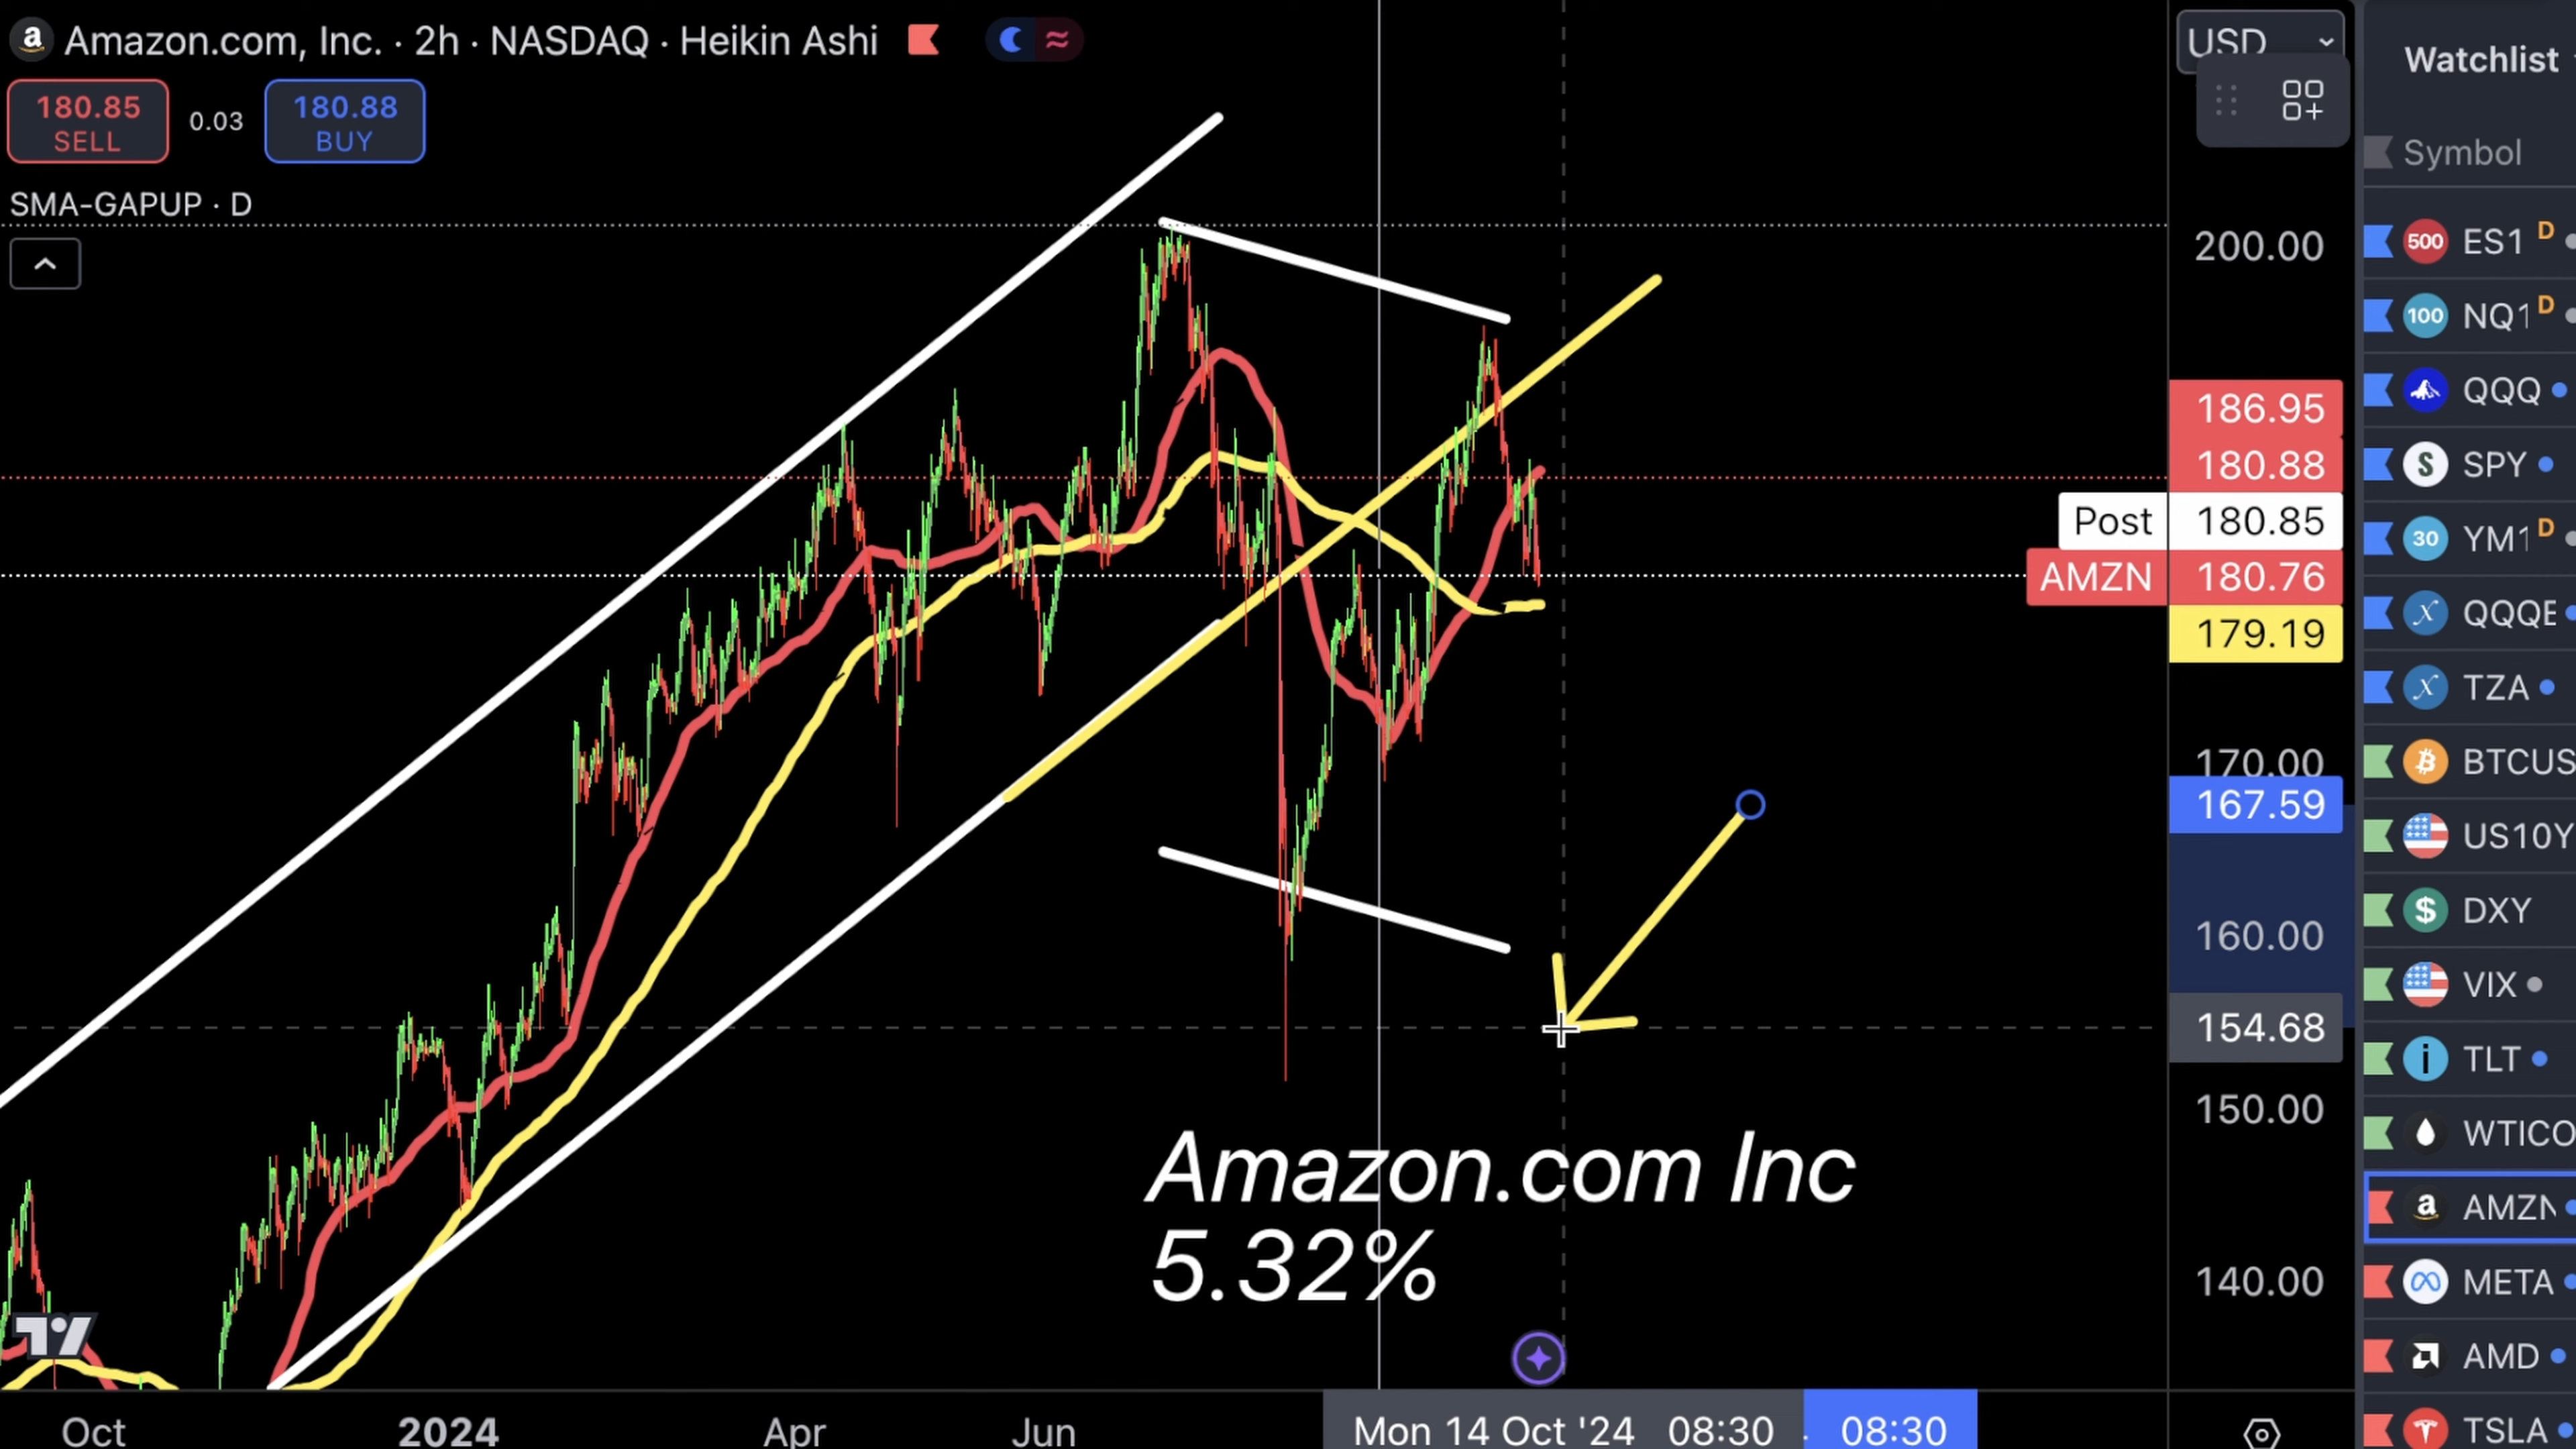 Amazon.com, Inc. · 2h · NASDAQ · Heikin Ashi
180.85
SELL
0.03
180.88
BUY
SMA-GAPUP · D
USD
200.00
186.95
180.88
Post 180.85
AMZN 180.76
179.19
170.00
167.59
160.00
154.68
150.00
140.00
Amazon.com Inc
5.32%
Oct 2024 Apr Jun Mon 14 Oct '24 08:30 08:30
Watchlist
Symbol
500 ES1 D
100 NQ1 D
QQQ
S SPY
30 YM1 D
X QQQE
X TZA
BTCUS
US10Y
$ DXY
VIX
i TLT
WTICO
a AMZN
META
AMD
TSLA